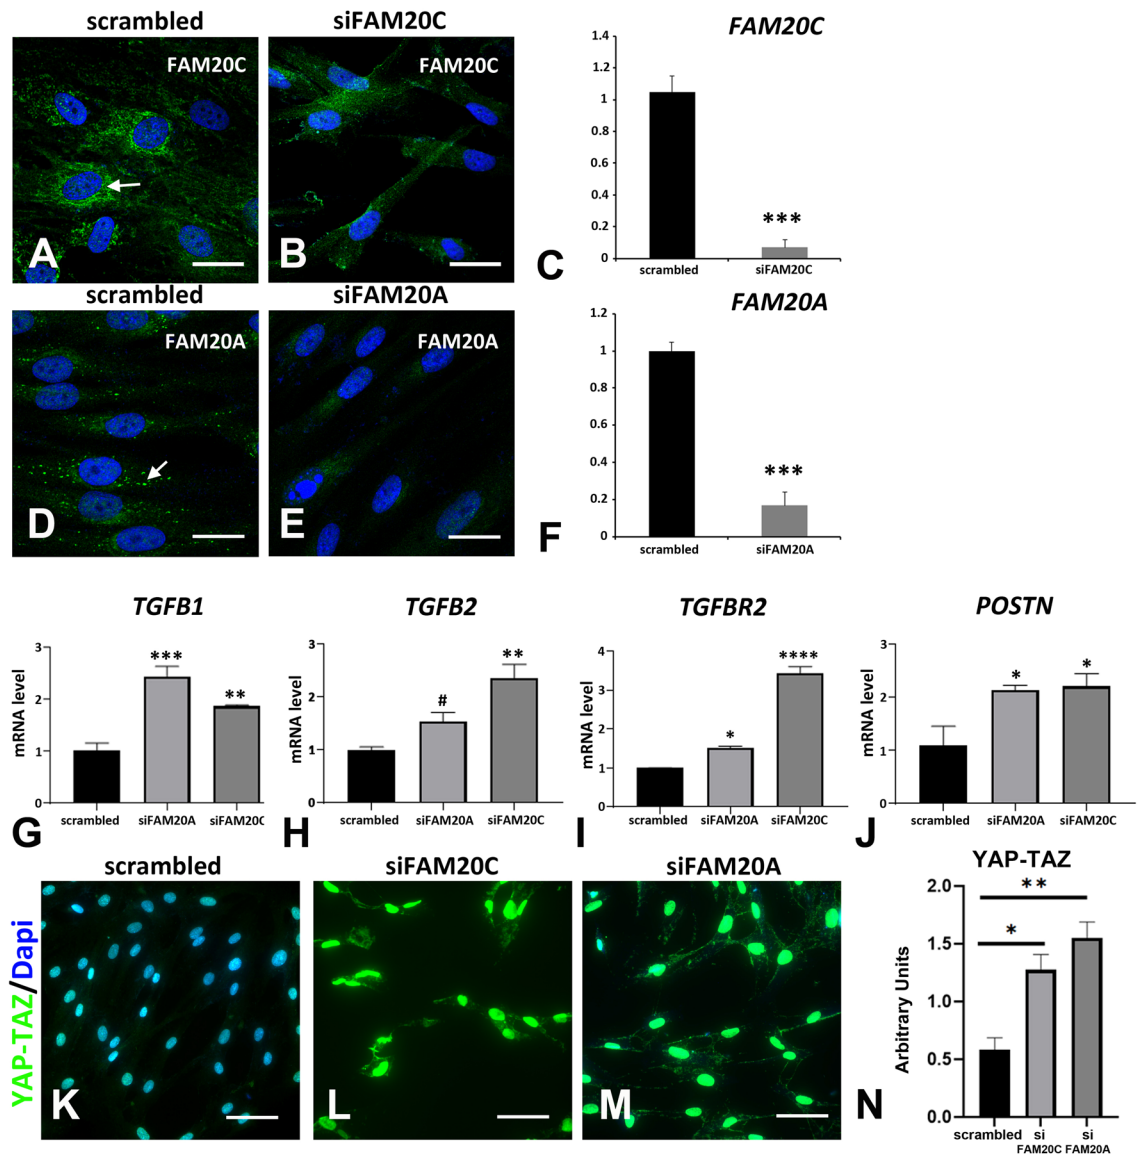 scrambled
siFAM20C
FAM20C
FAM20C
A
B
FAM20C
1.4
1.2
1
0.8
0.6
0.4
0.2
0
***
scrambled
siFAM20C
C
scrambled
siFAM20A
FAM20A
FAM20A
D
E
FAM20A
1.2
1
0.8
0.6
0.4
0.2
0
***
scrambled
siFAM20A
F
TGFB1
mRNA level
3
2
1
0
***
**
scrambled
siFAM20A
siFAM20C
G
TGFB2
mRNA level
3
2
1
0
#
**
scrambled
siFAM20A
siFAM20C
H
TGFBR2
mRNA level
4
3
2
1
0
*
****
scrambled
siFAM20A
siFAM20C
I
POSTN
mRNA level
3
2
1
0
*
*
scrambled
siFAM20A
siFAM20C
J
YAP-TAZ/Dapi
scrambled
siFAM20C
siFAM20A
K
L
M
YAP-TAZ
Arbitrary Units
2.0
1.5
1.0
0.5
0.0
**
*
scrambled
si
FAM20C
si
FAM20A
N